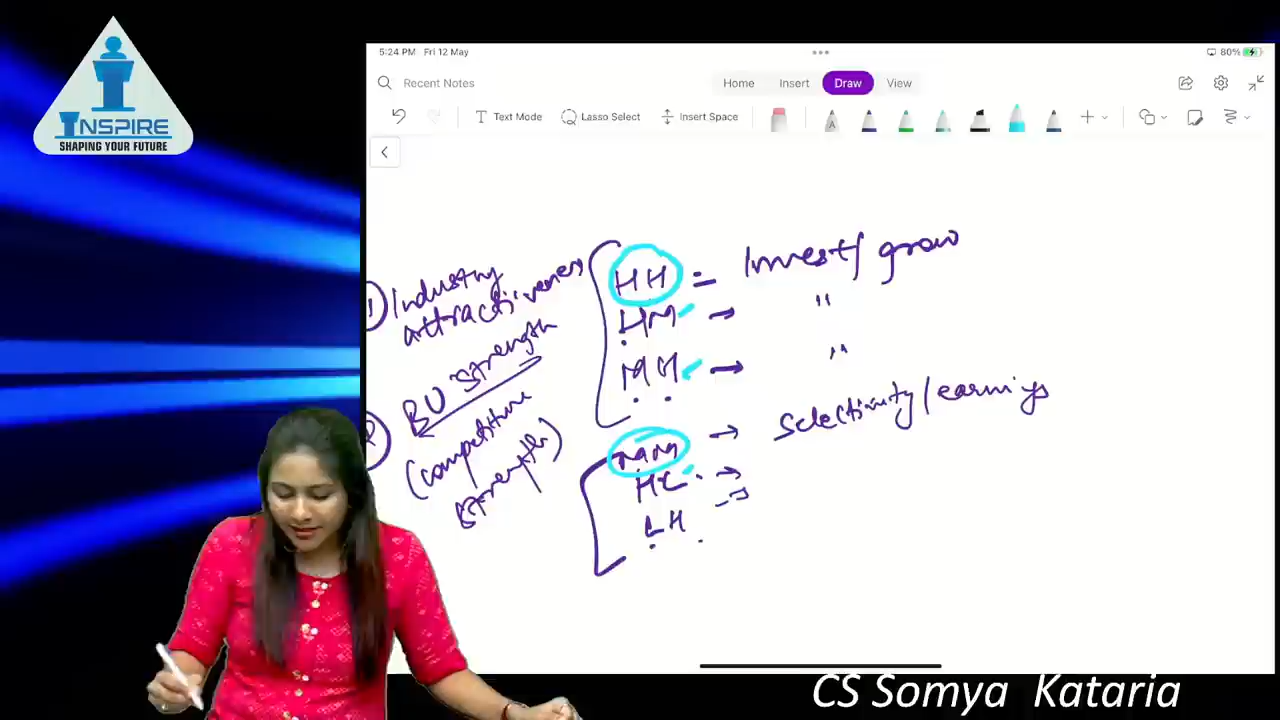 INSPIRE
SHAPING YOUR FUTURE
5:24 PM Fri 12 May
80%
Recent Notes
Home Insert Draw View
Text Mode Lasso Select Insert Space
① Industry attractiveness
② BU Strength
(competitive strength)
HH = Invest/grow
HM → "
MH → "
MM → Selectivity/earnings
HL →
LH →
CS Somya Kataria